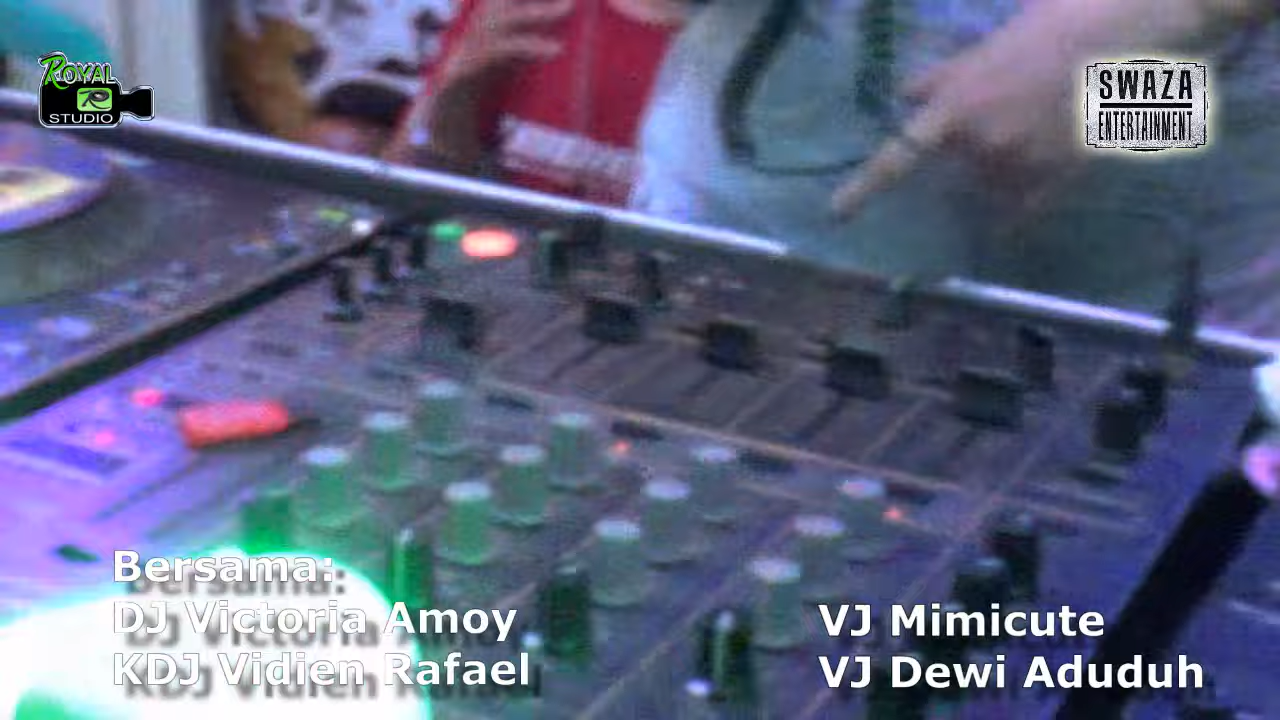 ROYAL
R
STUDIO
SWAZA
ENTERTAINMENT
Bersama:
DJ Victoria Amoy
KDJ Vidien Rafael
VJ Mimicute
VJ Dewi Aduduh